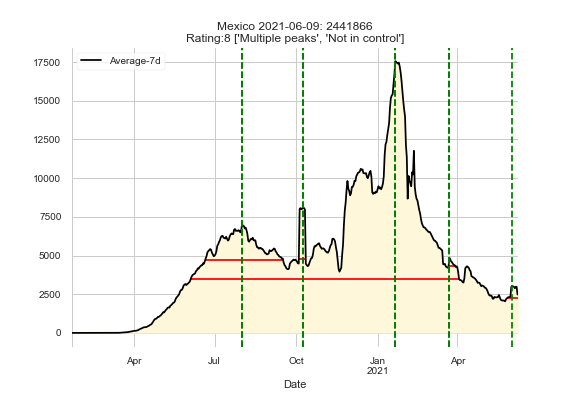 Mexico 2021-06-09: 2441866
Rating:8 ['Multiple peaks', 'Not in control']
Average-7d
17500
15000
12500
10000
7500
5000
2500
0
Apr
Jul
Oct
Jan
2021
Apr
Date